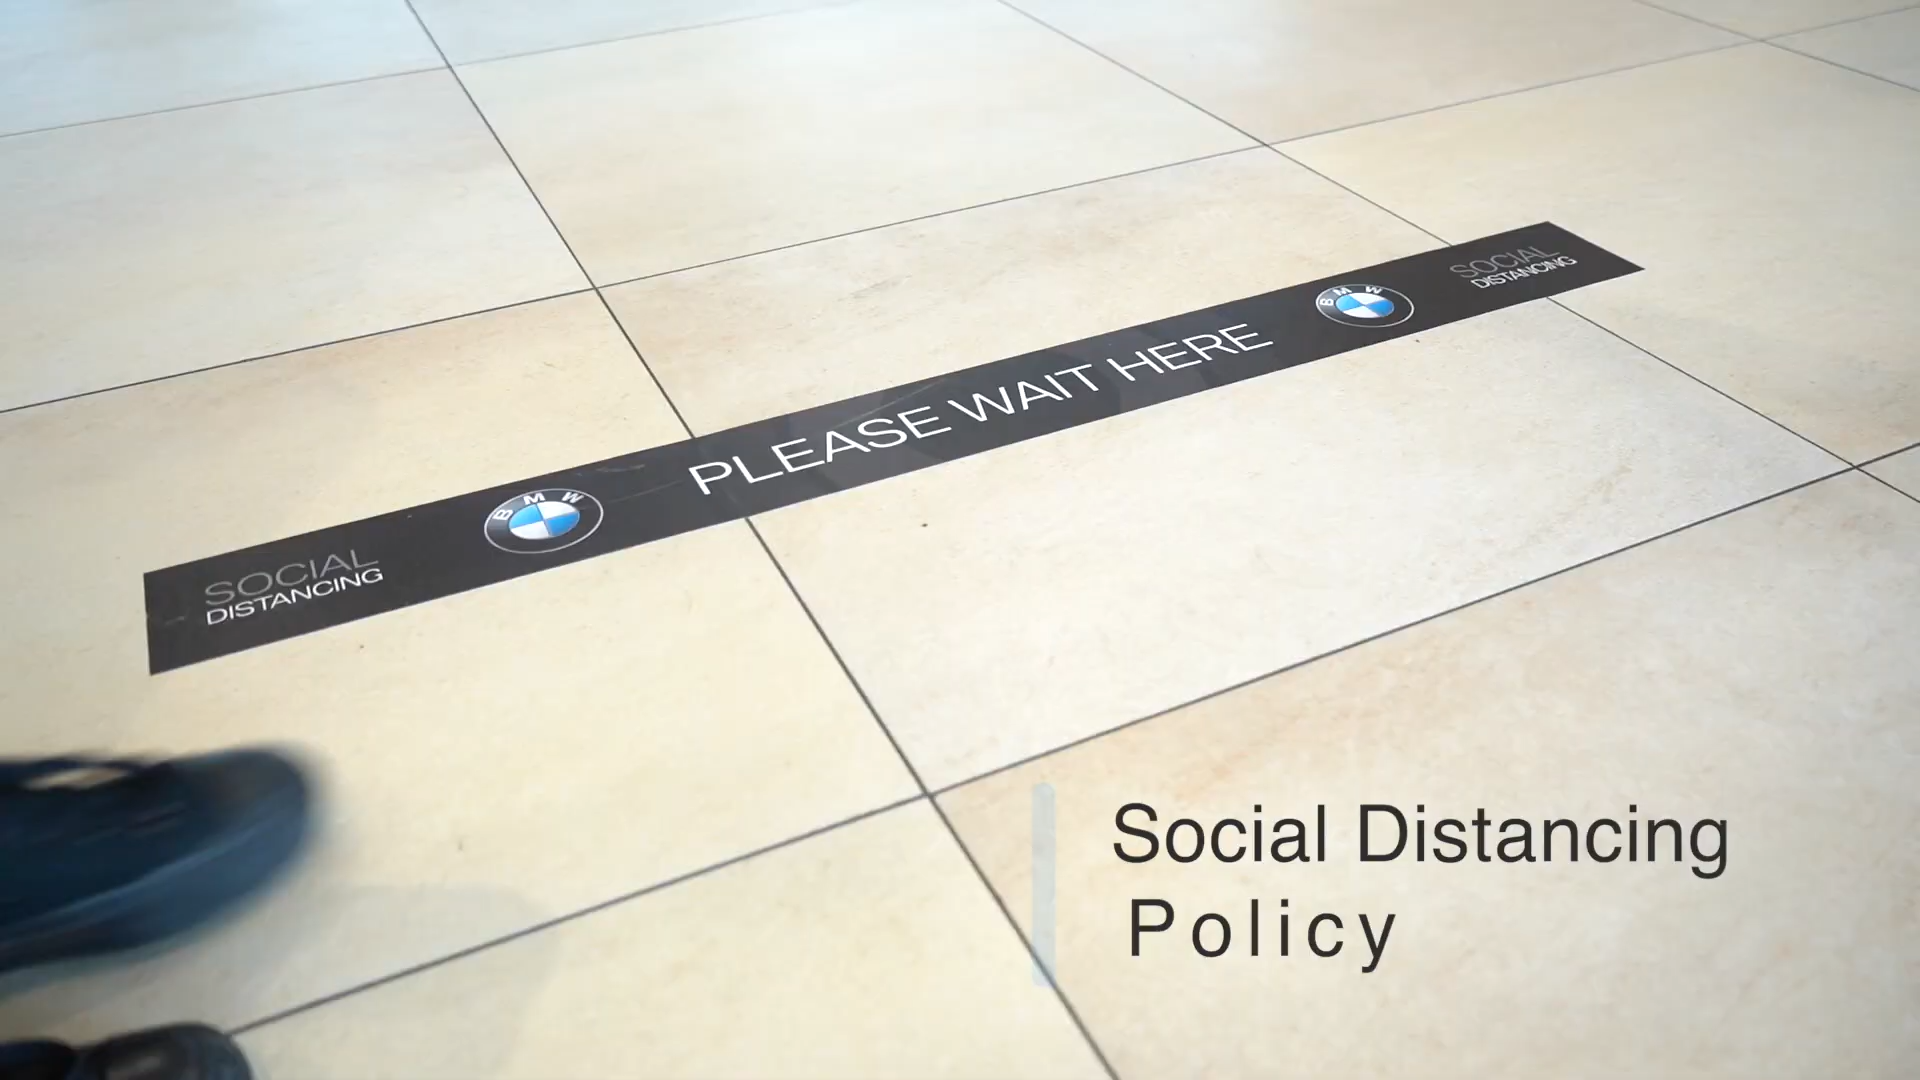 SOCIAL
DISTANCING
BMW
PLEASE WAIT HERE
BMW
SOCIAL
DISTANCING
Social Distancing
Policy